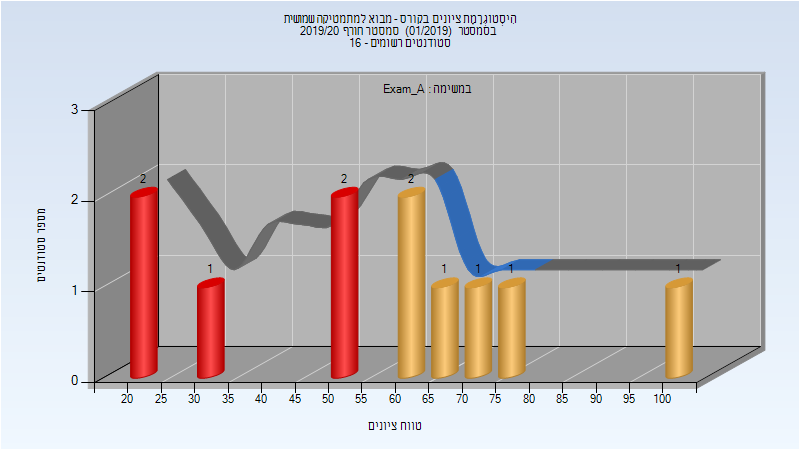 היסטוגרמת ציונים בקורס - מבוא למתמטיקה שמושית
בסמסטר (01/2019) סמסטר חורף 2019/20
סטודנטים רשומים - 16
במשימה : Exam_A
3
2
1
0
מספר סטודנטים
2
1
2
2
1
1
1
1
20 25 30 35 40 45 50 55 60 65 70 75 80 85 90 95 100
טווח ציונים